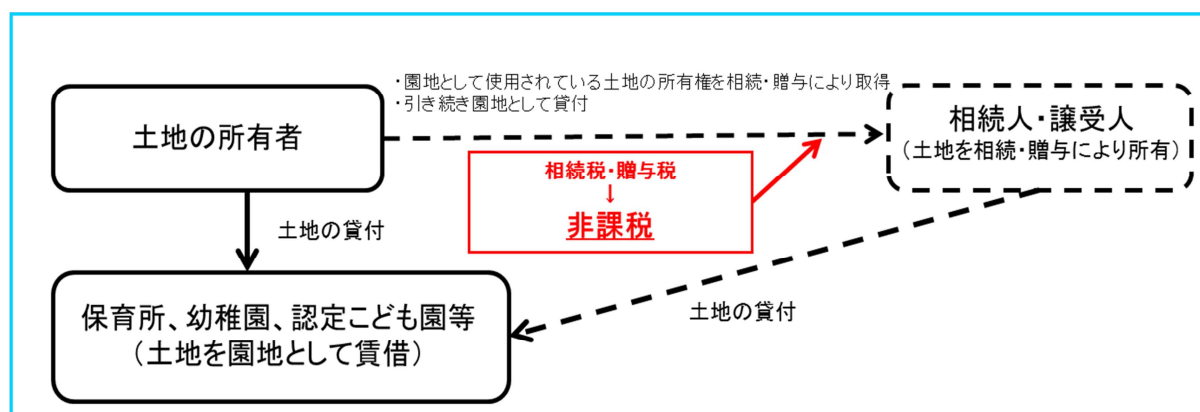 ・園地として使用されている土地の所有権を相続・贈与により取得
・引き続き園地として貸付
土地の所有者
相続人・譲受人
(土地を相続・贈与により所有)
相続税・贈与税
↓
非課税
土地の貸付
保育所、幼稚園、認定こども園等
(土地を園地として賃借)
土地の貸付